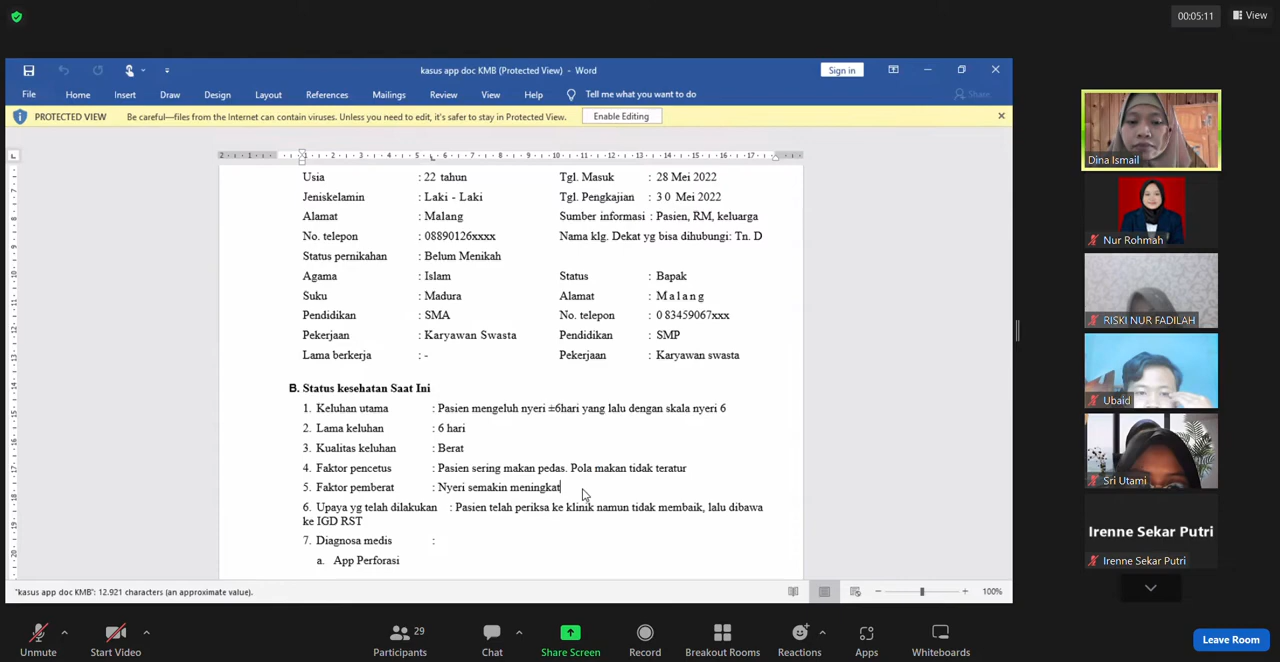 00:05:11 View
kasus app doc KMB (Protected View) - Word Sign in
File Home Insert Draw Design Layout References Mailings Review View Help Tell me what you want to do Share
PROTECTED VIEW Be careful—files from the Internet can contain viruses. Unless you need to edit, it's safer to stay in Protected View. Enable Editing
Usia : 22 tahun Tgl. Masuk : 28 Mei 2022
Jeniskelamin : Laki - Laki Tgl. Pengkajian : 30 Mei 2022
Alamat : Malang Sumber informasi : Pasien, RM, keluarga
No. telepon : 08890126xxxx Nama klg. Dekat yg bisa dihubungi: Tn. D
Status pernikahan : Belum Menikah
Agama : Islam Status : Bapak
Suku : Madura Alamat : Malang
Pendidikan : SMA No. telepon : 083459067xxx
Pekerjaan : Karyawan Swasta Pendidikan : SMP
Lama berkerja : - Pekerjaan : Karyawan swasta
B. Status kesehatan Saat Ini
1. Keluhan utama : Pasien mengeluh nyeri ±6hari yang lalu dengan skala nyeri 6
2. Lama keluhan : 6 hari
3. Kualitas keluhan : Berat
4. Faktor pencetus : Pasien sering makan pedas. Pola makan tidak teratur
5. Faktor pemberat : Nyeri semakin meningkat
6. Upaya yg telah dilakukan : Pasien telah periksa ke klinik namun tidak membaik, lalu dibawa
ke IGD RST
7. Diagnosa medis :
a. App Perforasi
"kasus app doc KMB": 12.921 characters (an approximate value). 100%
Dina Ismail
Nur Rohmah
RISKI NUR FADILAH
Ubaid
Sri Utami
Irenne Sekar Putri
Irenne Sekar Putri
Unmute Start Video Participants 29 Chat Share Screen Record Breakout Rooms Reactions Apps Whiteboards Leave Room